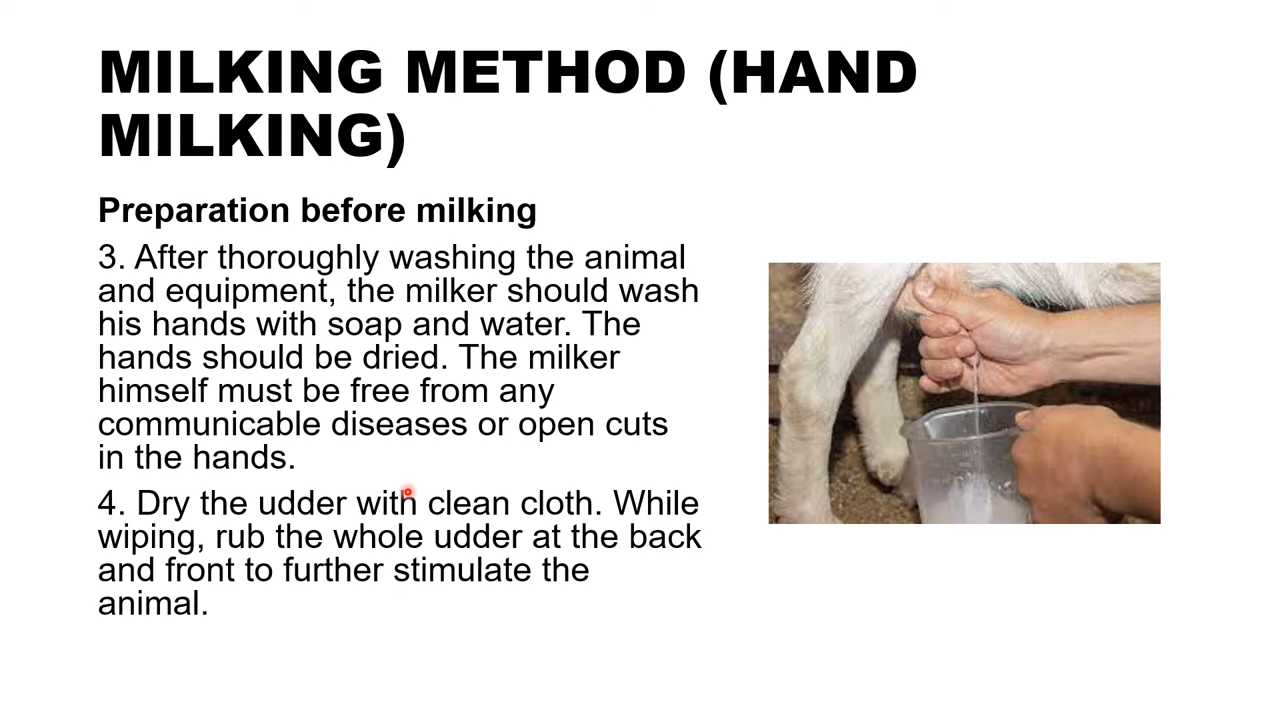 MILKING METHOD (HAND
MILKING)
Preparation before milking
3. After thoroughly washing the animal
and equipment, the milker should wash
his hands with soap and water. The
hands should be dried. The milker
himself must be free from any
communicable diseases or open cuts
in the hands.
4. Dry the udder with clean cloth. While
wiping, rub the whole udder at the back
and front to further stimulate the
animal.